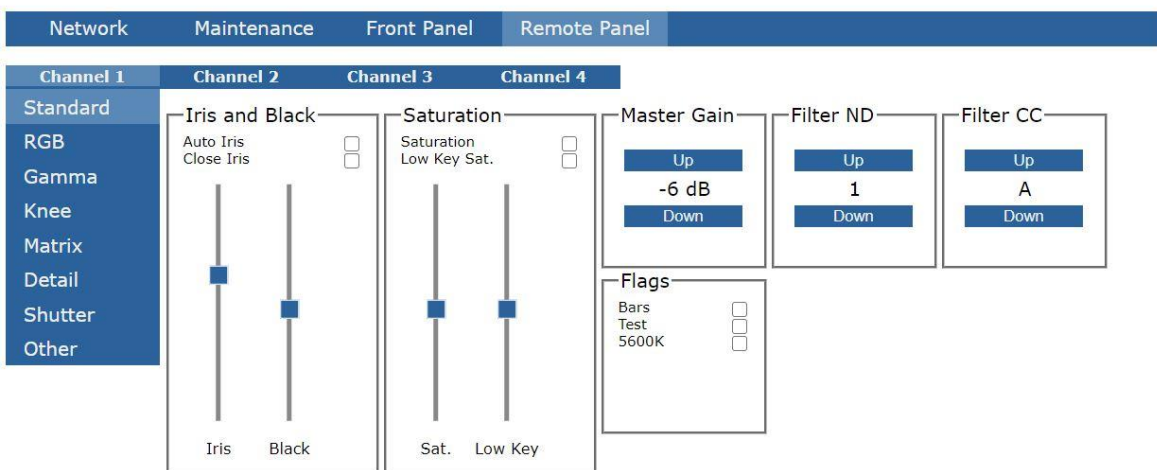 Network Maintenance Front Panel Remote Panel
Channel 1 Channel 2 Channel 3 Channel 4
Standard
RGB
Gamma
Knee
Matrix
Detail
Shutter
Other
Iris and Black
Auto Iris
Close Iris
Iris Black
Saturation
Saturation
Low Key Sat.
Sat. Low Key
Master Gain
Up
-6 dB
Down
Filter ND
Up
1
Down
Filter CC
Up
A
Down
Flags
Bars
Test
5600K